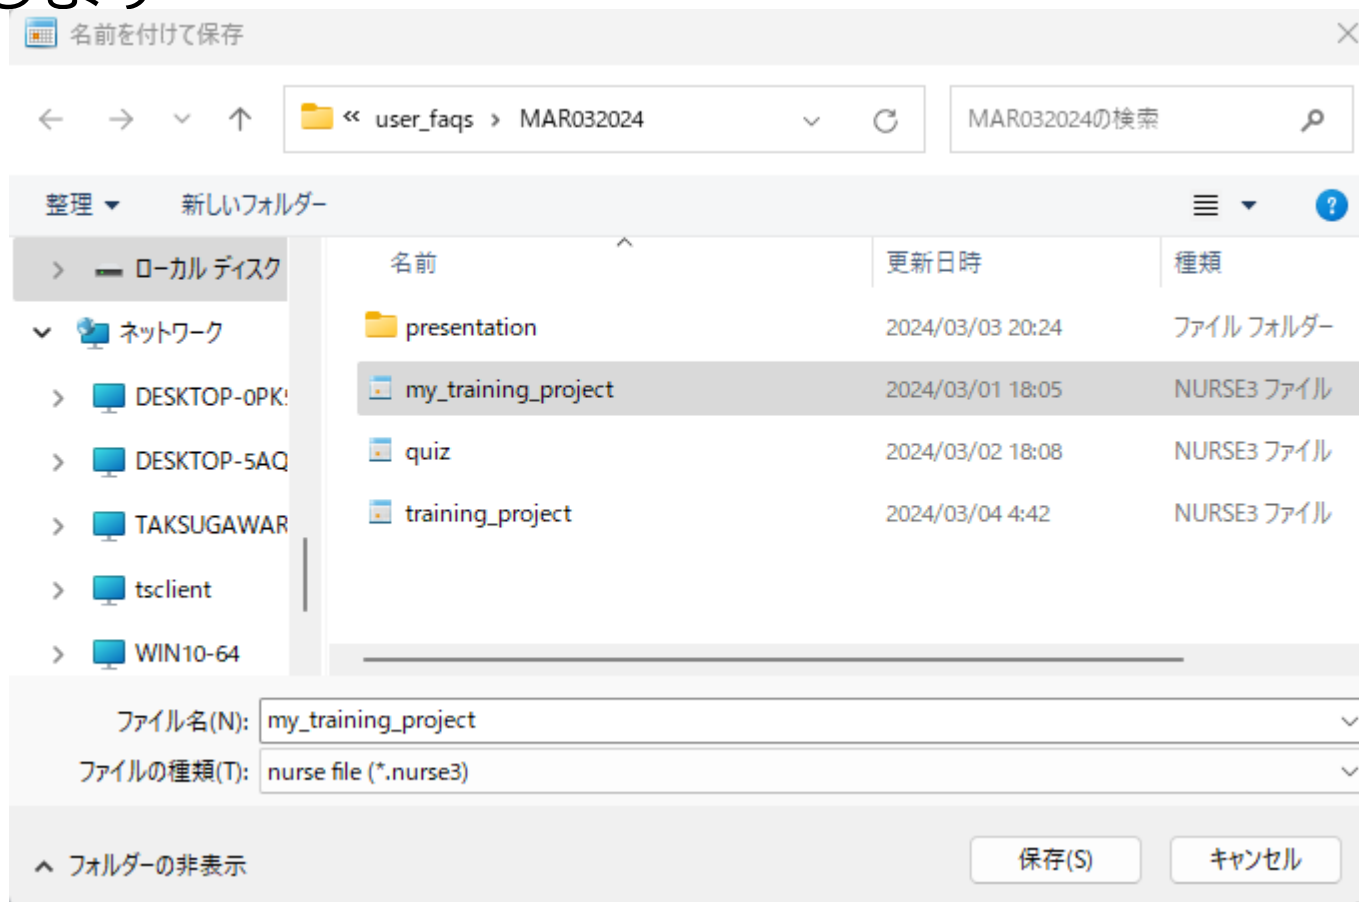 します
名前を付けて保存
« user_faqs > MAR032024
MAR032024の検索
整理
新しいフォルダー
名前
更新日時
種類
ローカル ディスク
ネットワーク
DESKTOP-0PK
DESKTOP-5AQ
TAKSUGAWAR
tsclient
WIN10-64
presentation 2024/03/03 20:24 ファイル フォルダー
my_training_project 2024/03/01 18:05 NURSE3 ファイル
quiz 2024/03/02 18:08 NURSE3 ファイル
training_project 2024/03/04 4:42 NURSE3 ファイル
ファイル名(N): my_training_project
ファイルの種類(T): nurse file (*.nurse3)
フォルダーの非表示
保存(S)
キャンセル